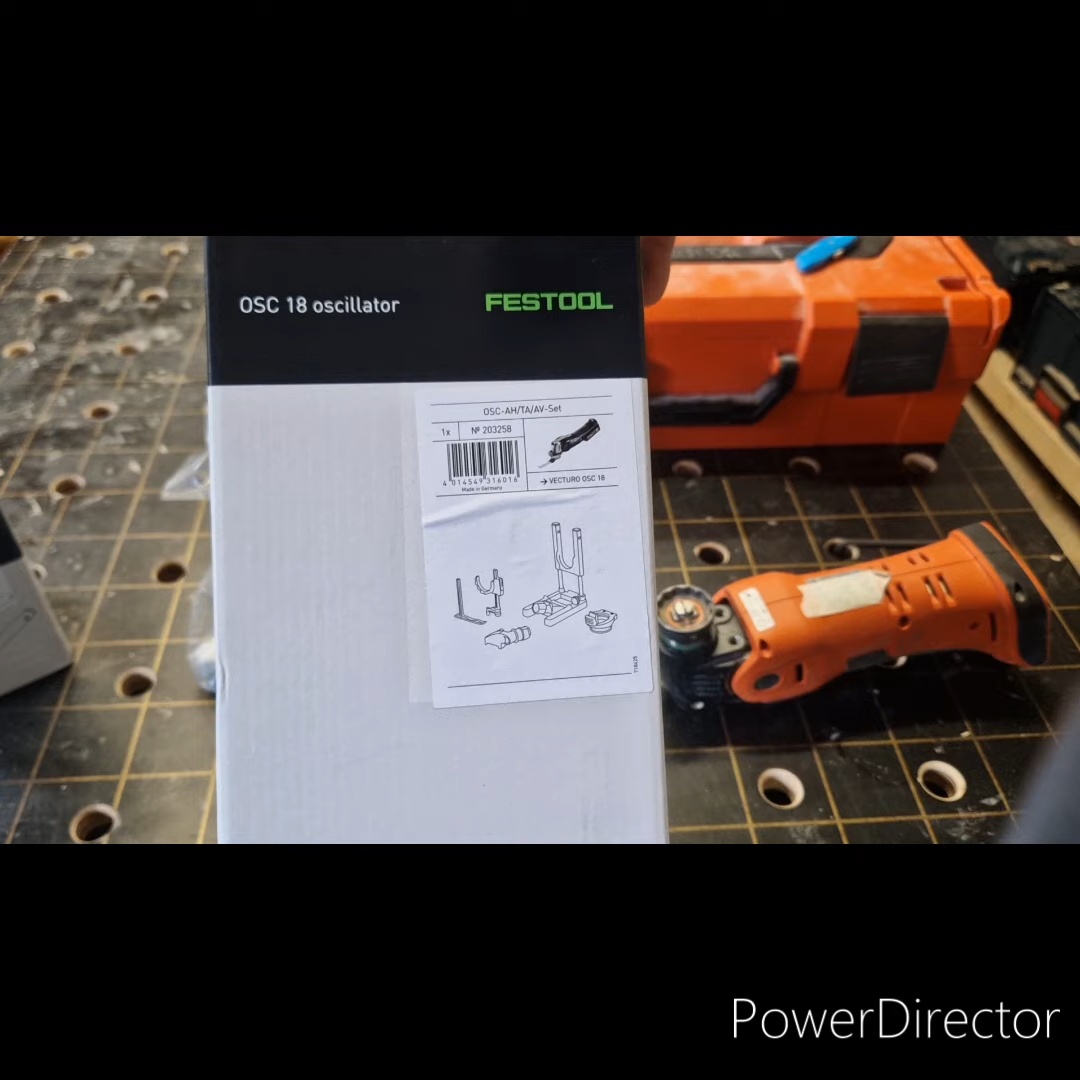 OSC 18 oscillator
FESTOOL
OSC-AH/TA/AV-Set
1x
№ 203258
4 014549 316016
Made in Germany
→ VECTURO OSC 18
PowerDirector